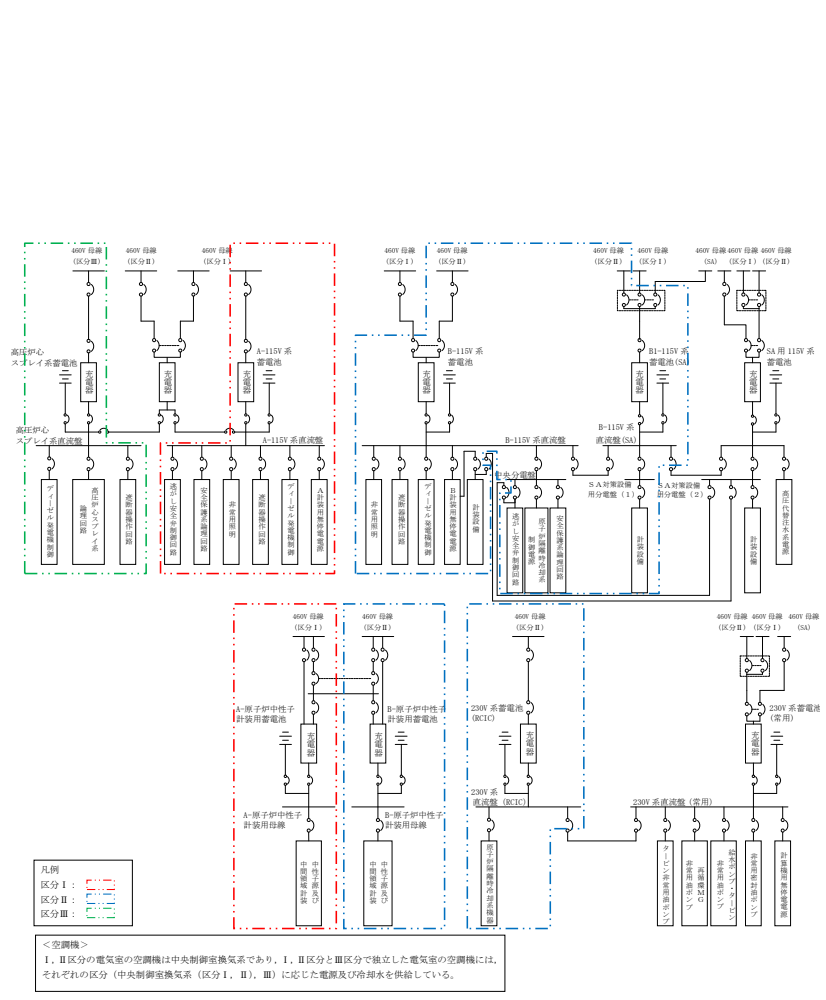 460V 母線
(区分Ⅲ)
460V 母線
(区分Ⅱ)
460V 母線
(区分Ⅰ)
460V 母線
(区分Ⅰ)
460V 母線
(区分Ⅱ)
460V 母線
(区分Ⅱ)
460V 母線
(区分Ⅰ)
460V 母線
(SA)
460V 母線
(区分Ⅰ)
460V 母線
(区分Ⅱ)
高圧炉心
スプレイ系蓄電池
充電器
充電器
A-115V 系
蓄電池
充電器
B-115V 系
蓄電池
充電器
B1-115V 系
蓄電池(SA)
充電器
SA 用 115V 系
蓄電池
充電器
高圧炉心
スプレイ系直流盤
A-115V 系直流盤
B-115V 系直流盤
B-115V 系
直流盤(SA)
中央分電盤
SA対策設備
用分電盤(1)
SA対策設備
用分電盤(2)
ディーゼル発電機制御
高圧炉心スプレイ系
論理回路
遮断器操作回路
逃がし安全弁制御回路
安全保護系論理回路
非常用照明
遮断器操作回路
ディーゼル発電機制御
A計装用無停電電源
非常用照明
遮断器操作回路
ディーゼル発電機制御
B計装用無停電電源
計装設備
逃がし安全弁制御回路
原子炉隔離時冷却系
制御電源
安全保護系論理回路
計装設備
計装設備
高圧代替注水系電源
460V 母線
(区分Ⅰ)
460V 母線
(区分Ⅱ)
460V 母線
(区分Ⅱ)
460V 母線
(区分Ⅱ)
460V 母線
(区分Ⅰ)
460V 母線
(SA)
A-原子炉中性子
計装用蓄電池
充電器
B-原子炉中性子
計装用蓄電池
充電器
230V 系蓄電池
(RCIC)
充電器
230V 系蓄電池
(常用)
充電器
A-原子炉中性子
計装用母線
B-原子炉中性子
計装用母線
230V 系
直流盤 (RCIC)
230V 系直流盤 (常用)
中性子源及び
中間領域計装
中性子源及び
中間領域計装
原子炉隔離時冷却系機器
タービン非常用油ポンプ
再循環MG
非常用油ポンプ
給水ポンプ・タービン
非常用油ポンプ
非常用密封油ポンプ
計算機用無停電電源
凡例
区分Ⅰ:
区分Ⅱ:
区分Ⅲ:
<空調機>
Ⅰ,Ⅱ区分の電気室の空調機は中央制御室換気系であり,Ⅰ,Ⅱ区分とⅢ区分で独立した電気室の空調機には,
それぞれの区分(中央制御室換気系(区分Ⅰ,Ⅱ),Ⅲ)に応じた電源及び冷却水を供給している。